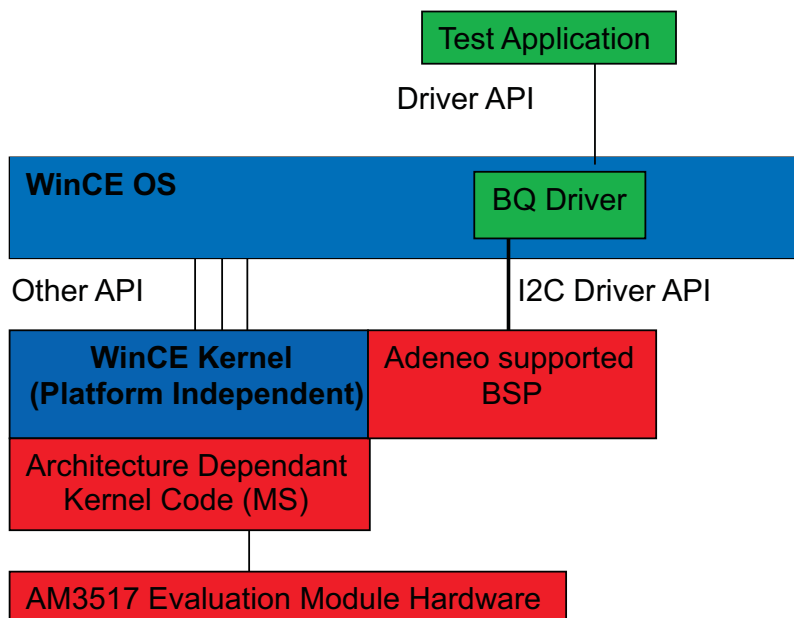 Test Application
Driver API
WinCE OS
BQ Driver
Other API
I2C Driver API
WinCE Kernel
(Platform Independent)
Adeneo supported
BSP
Architecture Dependant
Kernel Code (MS)
AM3517 Evaluation Module Hardware